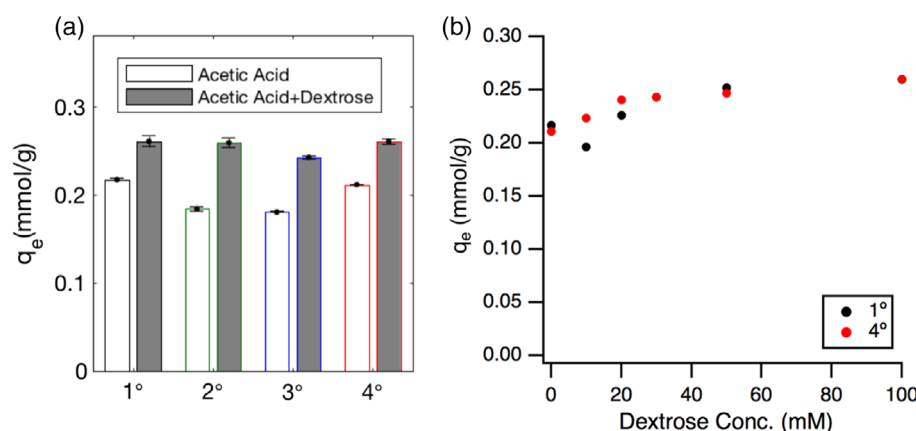 (a)
Acetic Acid
Acetic Acid+Dextrose
0.3
0.2
0.1
0
qe(mmol/g)
1°
2°
3°
4°
(b)
0.30
0.25
0.20
0.15
0.10
0.05
0.00
qe (mmol/g)
1º
4º
0
20
40
60
80
100
Dextrose Conc. (mM)